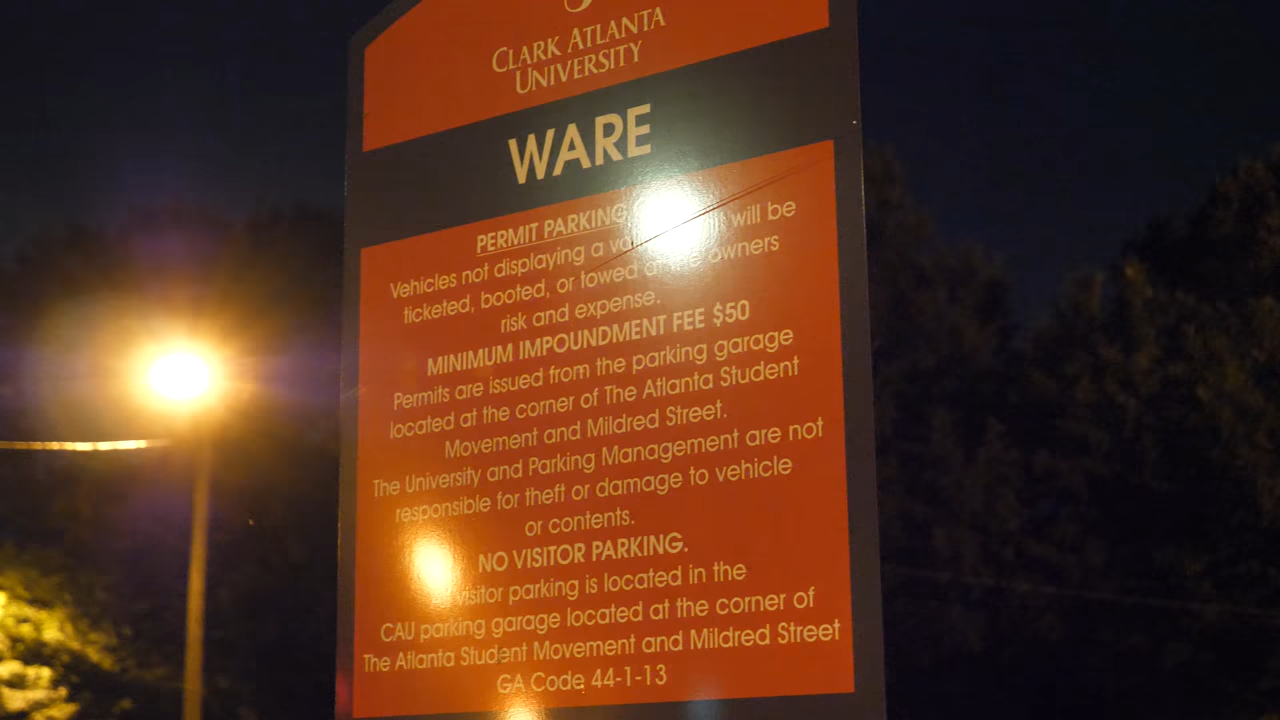 CLARK ATLANTA
UNIVERSITY
WARE
PERMIT PARKING
Vehicles not displaying a will be
ticketed, booted, or towed at the owners
risk and expense.
MINIMUM IMPOUNDMENT FEE $50
Permits are issued from the parking garage
located at the corner of The Atlanta Student
Movement and Mildred Street.
The University and Parking Management are not
responsible for theft or damage to vehicle
or contents.
NO VISITOR PARKING.
Visitor parking is located in the
CAU parking garage located at the corner of
The Atlanta Student Movement and Mildred Street
GA Code 44-1-13